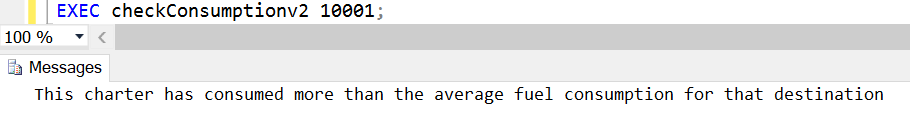 EXEC checkConsumptionv2 10001;
100 %
Messages
This charter has consumed more than the average fuel consumption for that destination